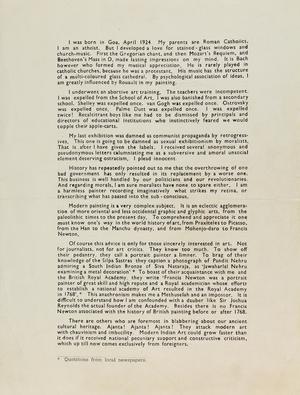 I was born in Goa, April 1924. My parents are Roman Catholics,
I am an atheist. But I developed a love for stained-glass windows and
church-music. First the Gregorian chant, and then Mozart's Requiem, and
Beethoven's Mass in D, made lasting impressions on my mind. It is Bach
however who formed my musical appreciation. He is rarely played in
catholic churches, because he was a protestant. His music has the structure
of a multi-coloured glass cathedral. By psychological association of ideas, I
am greatly influenced by Rouault in my painting.
I underwent an abortive art training. The teachers were incompetent.
I was expelled from the School of Art, I was also banished from a secondary
school. Shelley was expelled once. Van Gogh was expelled once. Ostrovsky
was expelled once, Palme Dutt was expelled once. I was expelled
twice! Recalcitrant boys like me had to be dismissed by principals and
directors of educational institutions who instinctively feared we would
topple their apple-carts.
My last exhibition was damned as communist propaganda by retrogress-
ives. This one is going to be damned as sexual exhibitionism by moralists.
That is after I have given the labels, I received several anonymous and
pseudonymous letters calumniating me as a subversive and amoral asocial
element deserving ostracism. I plead innocent.
History has repeatedly pointed out to me that the overthrowing of one
bad government has only resulted in its replacement by a worse one.
This business is well handled by our politicians and our revolutionaries.
And regarding morals, I am sure moralists have none to spare either. I am
a harmless painter recording imaginatively what strikes my retina, or
transcribing what has passed into the sub-conscious.
Modern painting is a very complex subject. It is an eclectic agglomera-
tion of more oriental and less occidental graphic and glyphic arts, from the
paleolithic times to the present day. To comprehend and appreciate it one
must know one's way in the world history of art, from Praxiteles to Picasso,
from the Han to the Mancho dynasty, and from Mohenjo-daro to Francis
Newton.
Of course this advice is only for those sincerely interested in art. Not
for journalists, not for art critics. They know too much. To show off
their pedantry, they call a portrait painter a limner. To brag of their
knowledge of the Silpa Sastras they caption a photograph of Pandit Nehru
admiring a South Indian bronze of Siva Nataraja, as 'Jawaharlal Nehru
examining a metal decoration'.* To boast of their acquaintance with me and
the British Royal Academy they write 'Francis Newton was a portrait
painter of great skill and high repute and a Royal academician whose efforts
to establish a national academy of Art resulted in the Royal Academy
in 1768'.* This anachronism makes me a Methuselah and an impostor. It is
difficult to understand how I am confounded with a dauber like Sir Joshua
Reynolds the actual founder of the Academy. Besides there is no Francis
Newton associated with the history of British painting before or after 1768.
There are others who are foremost in blabbering about our ancient
cultural heritage. Ajanta! Ajanta! Ajanta! They attack modern art
with chauvinism and imbecility. Modern Indian Art could grow faster than
it does if it received national pecuniary support and constructive criticism,
which up till now comes exclusively from foreigners.
* Quotations from local newspapers.